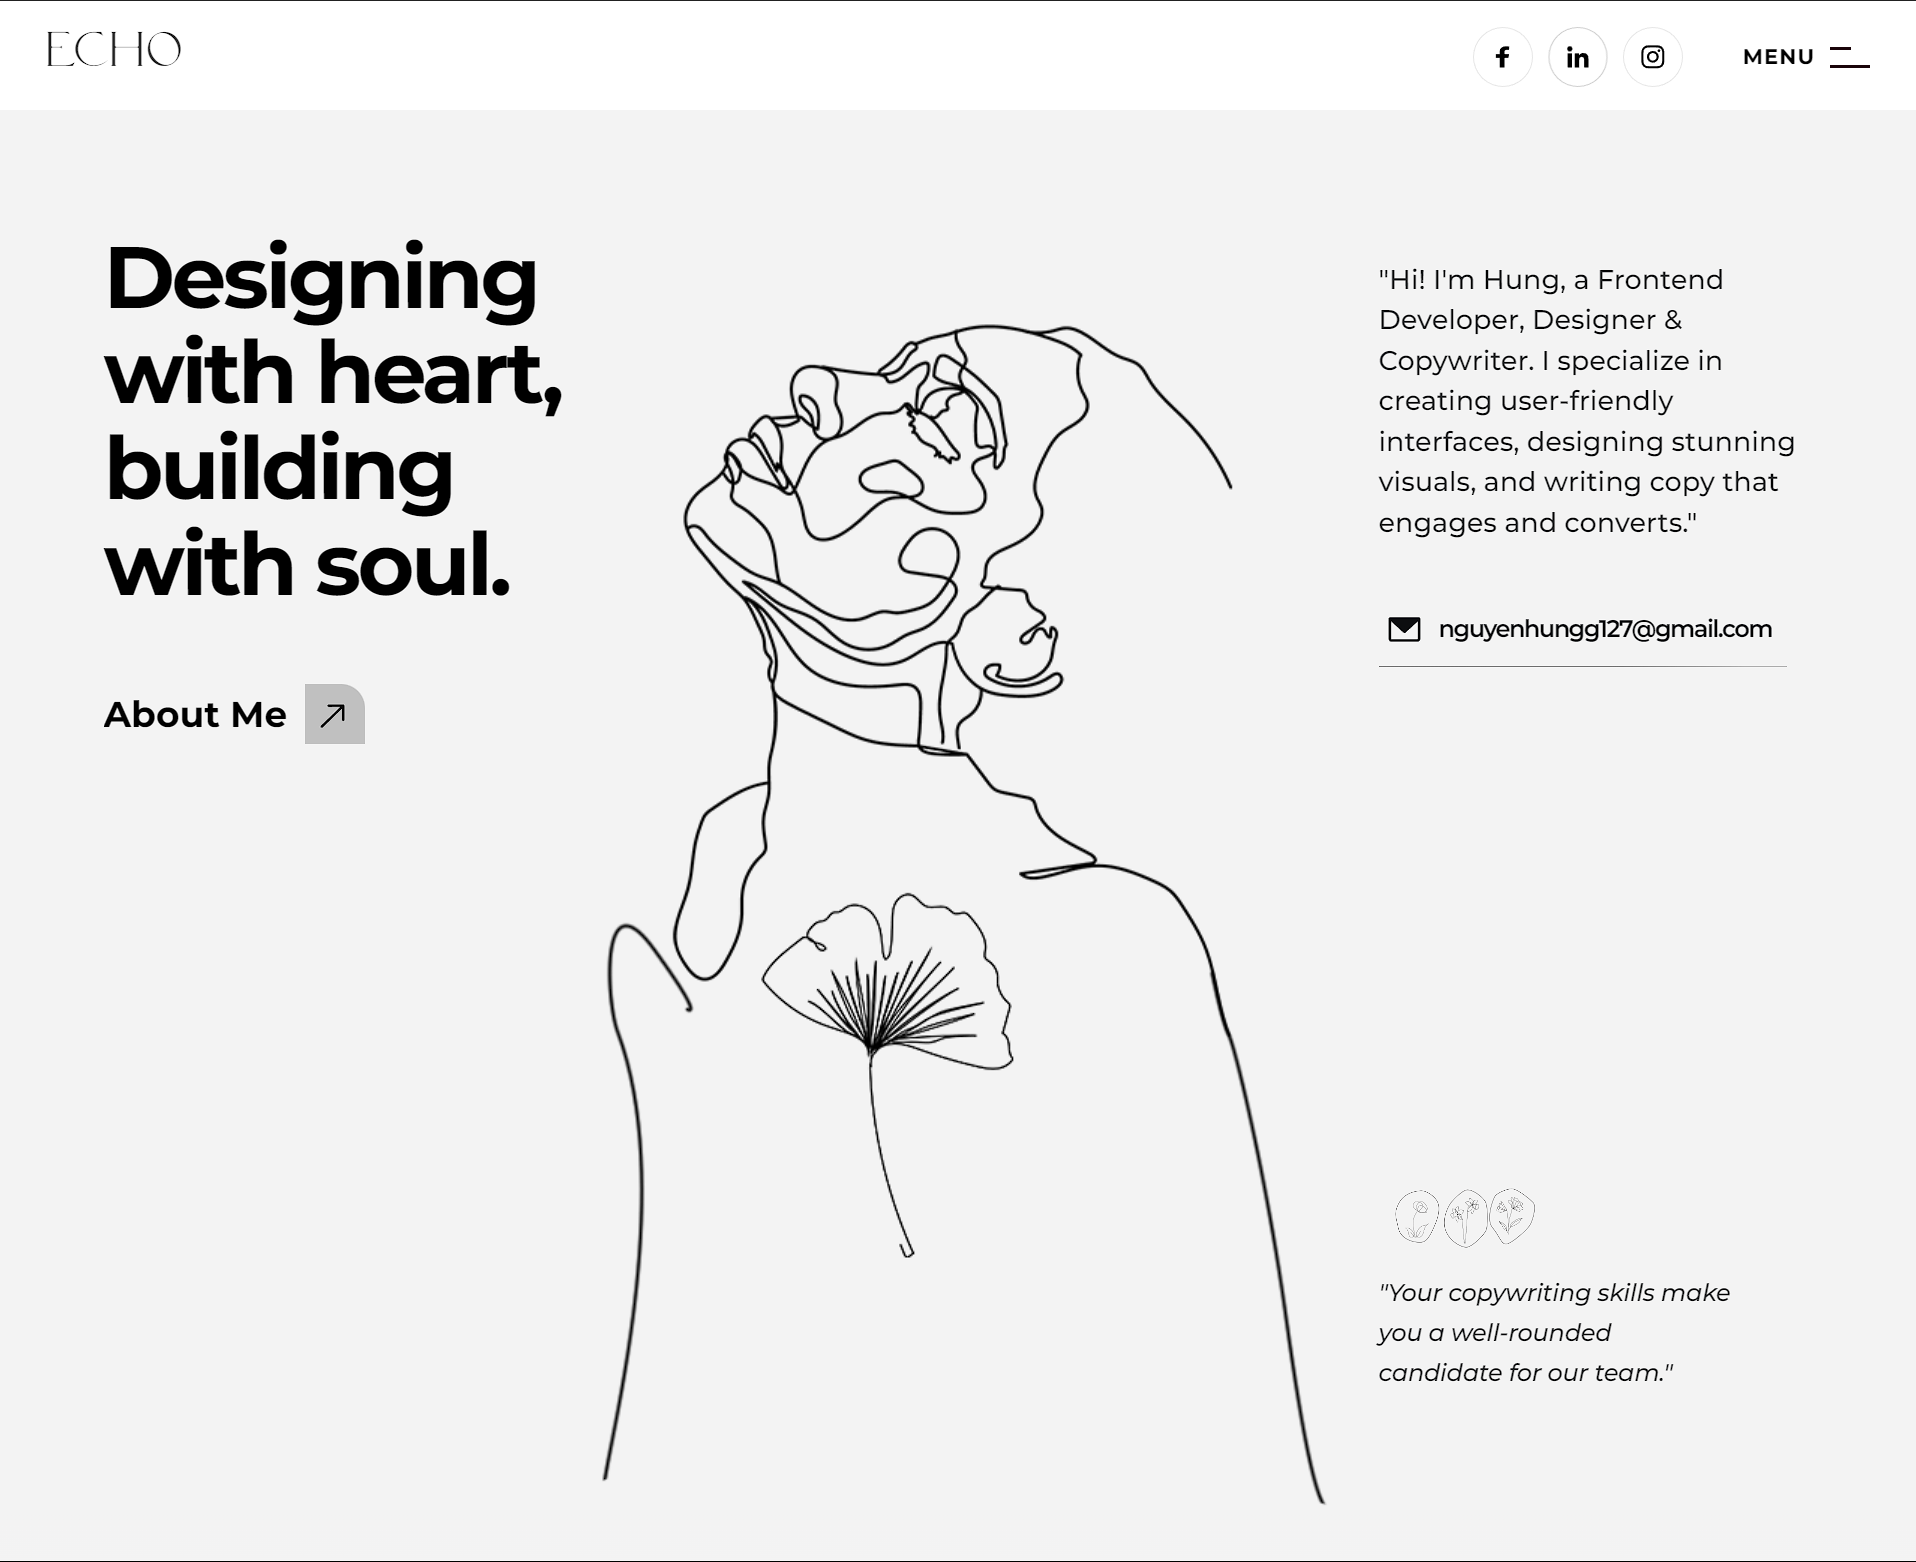 ECHO
MENU
Designing
with heart,
building
with soul.
About Me
"Hi! I'm Hung, a Frontend
Developer, Designer &
Copywriter. I specialize in
creating user-friendly
interfaces, designing stunning
visuals, and writing copy that
engages and converts."
nguyenhungg127@gmail.com
"Your copywriting skills make
you a well-rounded
candidate for our team."